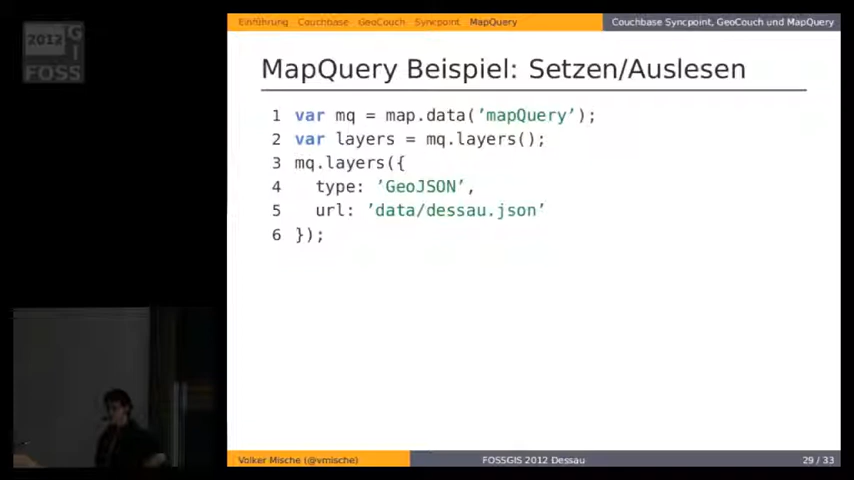 2012
GI
FOSS
Einführung Couchbase GeoCouch Syncpoint MapQuery
Couchbase Syncpoint, GeoCouch und MapQuery
MapQuery Beispiel: Setzen/Auslesen
1 var mq = map.data(’mapQuery’);
2 var layers = mq.layers();
3 mq.layers({
4 type: ’GeoJSON’,
5 url: ’data/dessau.json’
6 });
Volker Mische (@vmische)
FOSSGIS 2012 Dessau
29 / 33